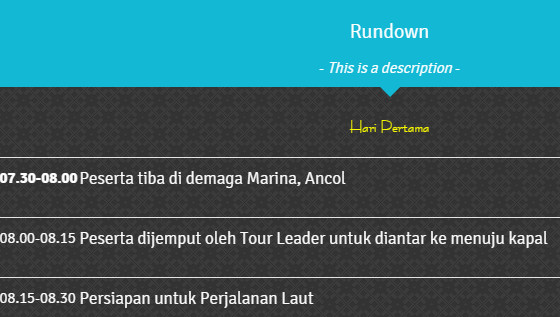 Rundown
- This is a description -
Hari Pertama
07.30-08.00 Peserta tiba di demaga Marina, Ancol
08.00-08.15 Peserta dijemput oleh Tour Leader untuk diantar ke menuju kapal
08.15-08.30 Persiapan untuk Perjalanan Laut